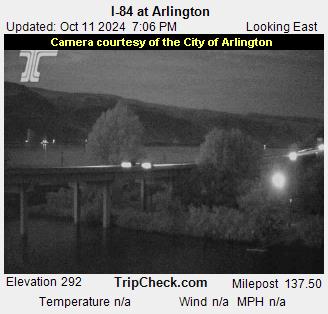 I-84 at Arlington
Updated: Oct 11 2024 7:06 PM Looking East
Camera courtesy of the City of Arlington
Elevation 292 TripCheck.com Milepost 137.50
Temperature n/a Wind n/a MPH n/a